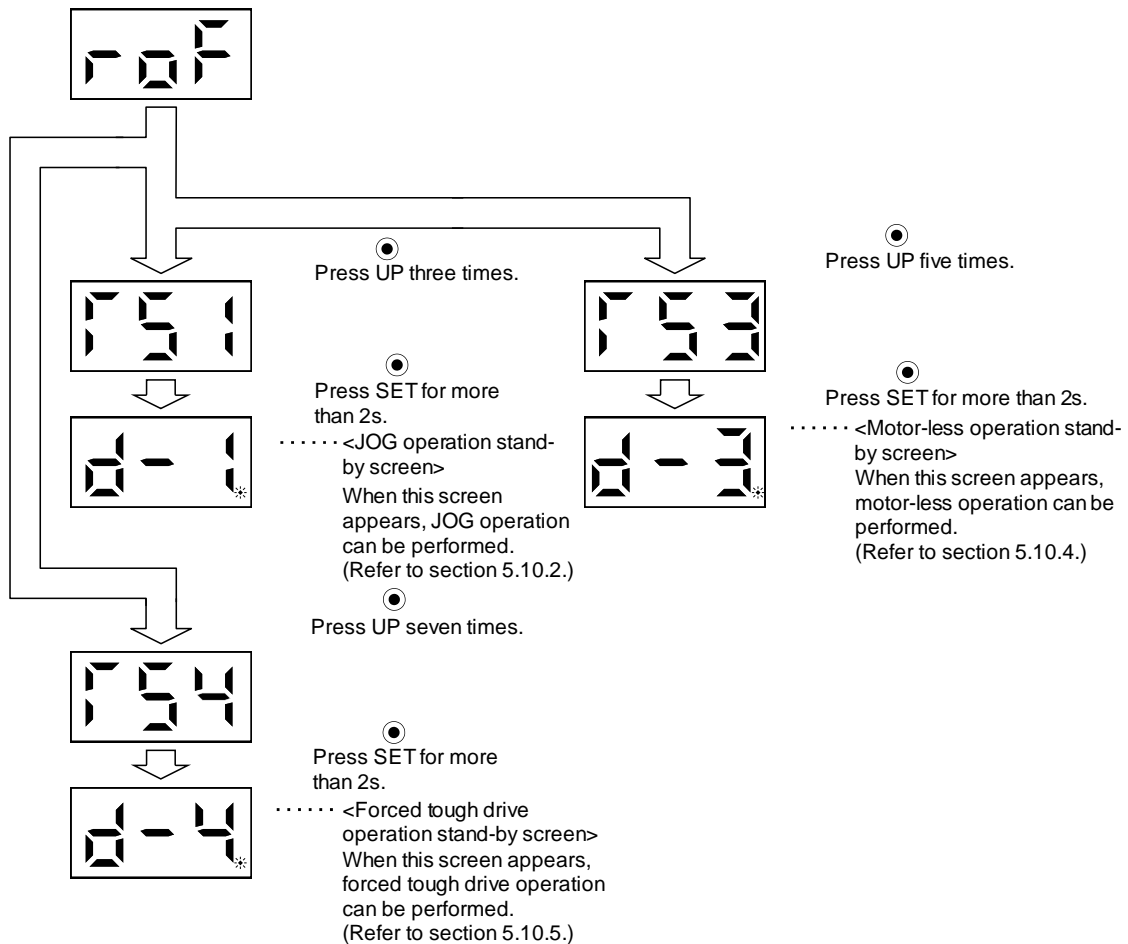 roF
Press UP three times.
Press UP five times.
TS1
TS3
Press SET for more
than 2s.
Press SET for more than 2s.
d-1
······<JOG operation stand-
by screen>
When this screen
appears, JOG operation
can be performed.
(Refer to section 5.10.2.)
d-3
······<Motor-less operation stand-
by screen>
When this screen appears,
motor-less operation can be
performed.
(Refer to section 5.10.4.)
Press UP seven times.
TS4
Press SET for more
than 2s.
d-4
······<Forced tough drive
operation stand-by screen>
When this screen appears,
forced tough drive operation
can be performed.
(Refer to section 5.10.5.)